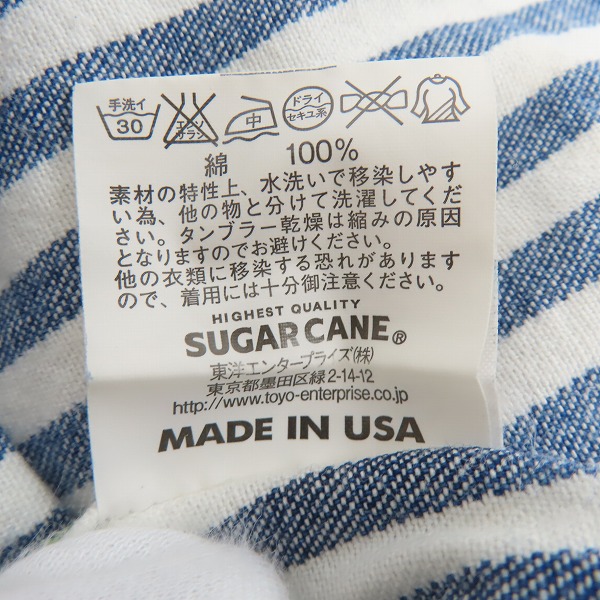 手洗イ 30 エンソ サラシ 中 ドライ セキユ系
綿 100%
素材の特性上、水洗いで移染しやす
い為、他の物と分けて洗濯してくだ
さい。タンブラー乾燥は縮みの原因
となりますのでお避けください。
他の衣類に移染する恐れがあります
ので、着用には十分御注意ください。
HIGHEST QUALITY
SUGAR CANE®
東洋エンタープライズ(株)
東京都墨田区緑2-14-12
http://www.toyo-enterprise.co.jp
MADE IN USA